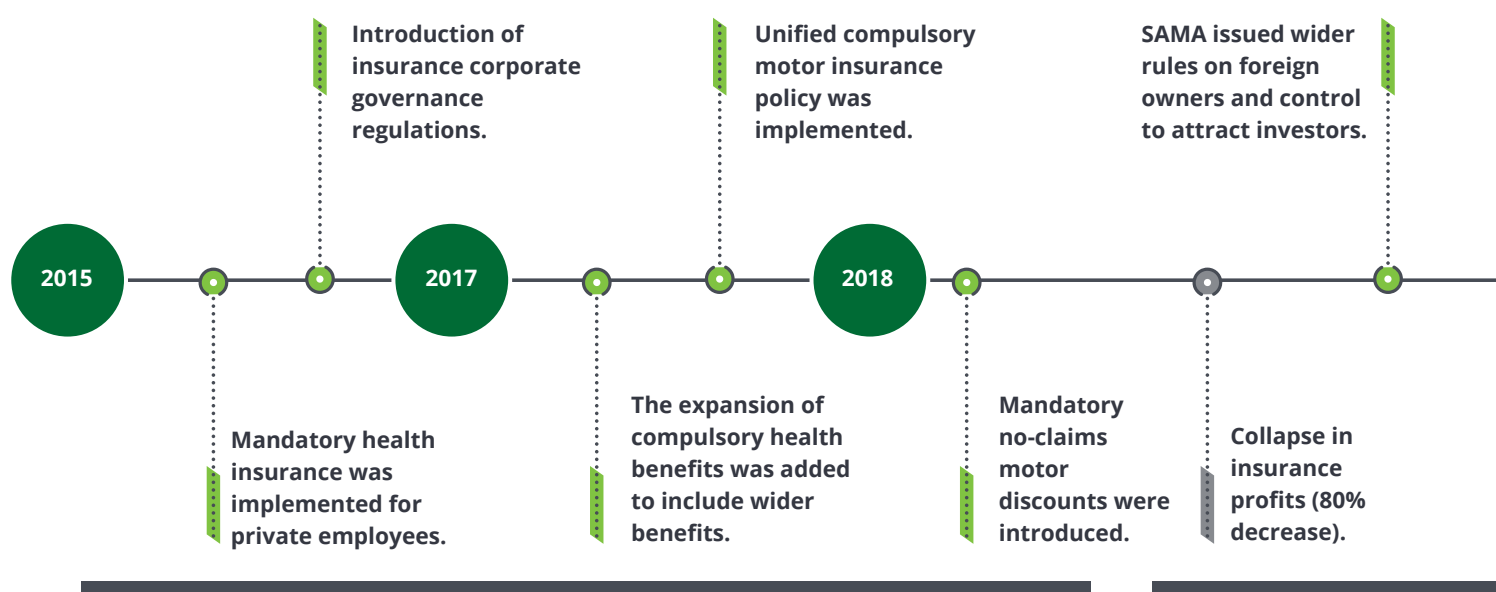 2015
Mandatory health
insurance was
implemented for
private employees.
Introduction of
insurance corporate
governance
regulations.
2017
The expansion of
compulsory health
benefits was added
to include wider
benefits.
Unified compulsory
motor insurance
policy was
implemented.
2018
Mandatory
no-claims
motor
discounts were
introduced.
Collapse in
insurance
profits (80%
decrease).
SAMA issued wider
rules on foreign
owners and control
to attract investors.